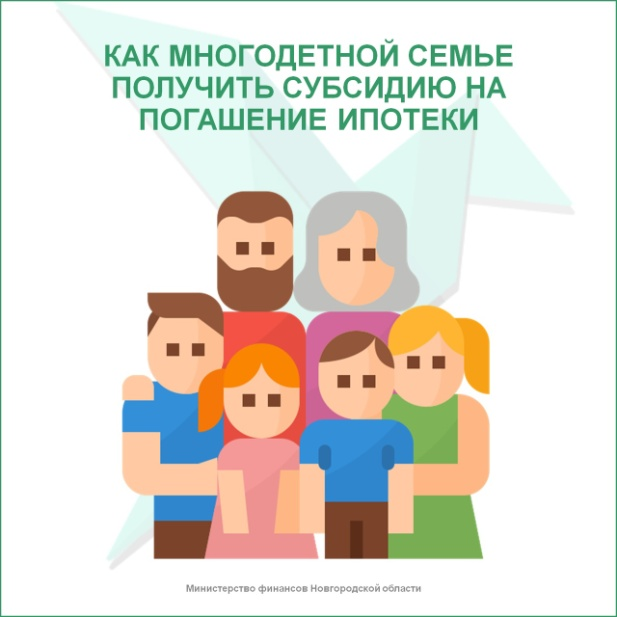 КАК МНОГОДЕТНОЙ СЕМЬЕ
ПОЛУЧИТЬ СУБСИДИЮ НА
ПОГАШЕНИЕ ИПОТЕКИ
Министерство финансов Новгородской области